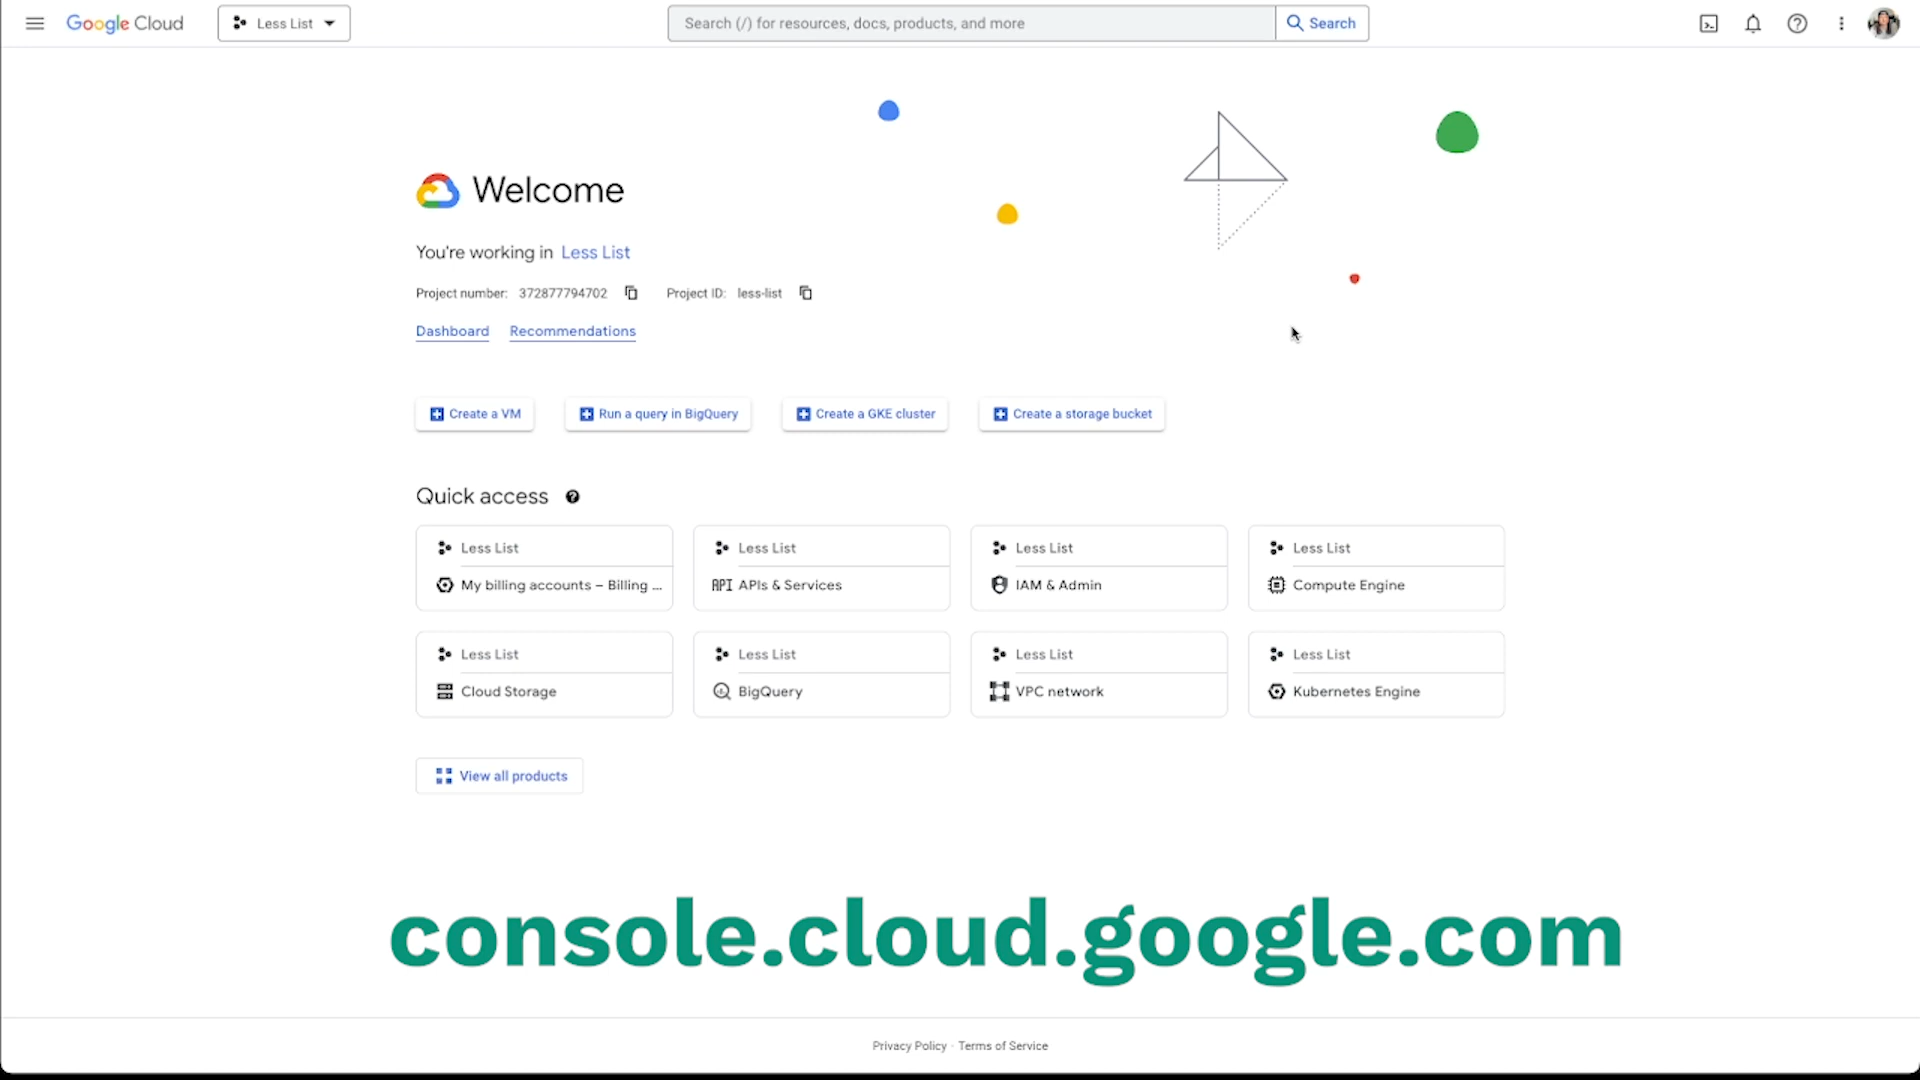 Google Cloud
Less List
Search (/) for resources, docs, products, and more
Search
Welcome
You're working in Less List
Project number: 372877794702 Project ID: less-list
Dashboard Recommendations
Create a VM
Run a query in BigQuery
Create a GKE cluster
Create a storage bucket
Quick access
Less List
My billing accounts – Billing ...
Less List
API APIs & Services
Less List
IAM & Admin
Less List
Compute Engine
Less List
Cloud Storage
Less List
BigQuery
Less List
VPC network
Less List
Kubernetes Engine
View all products
console.cloud.google.com
Privacy Policy · Terms of Service